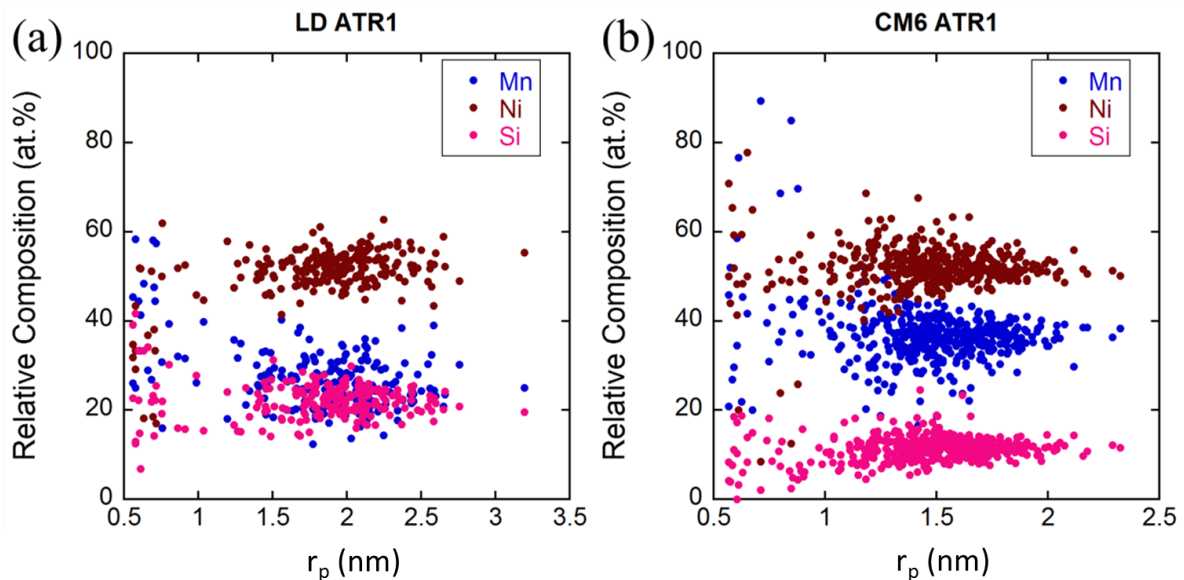 (a)
LD ATR1
100
80
60
40
20
0
Relative Composition (at.%)
Mn
Ni
Si
0.5 1 1.5 2 2.5 3 3.5
rₚ (nm)
(b)
CM6 ATR1
100
80
60
40
20
0
Relative Composition (at.%)
Mn
Ni
Si
0.5 1 1.5 2 2.5
rₚ (nm)